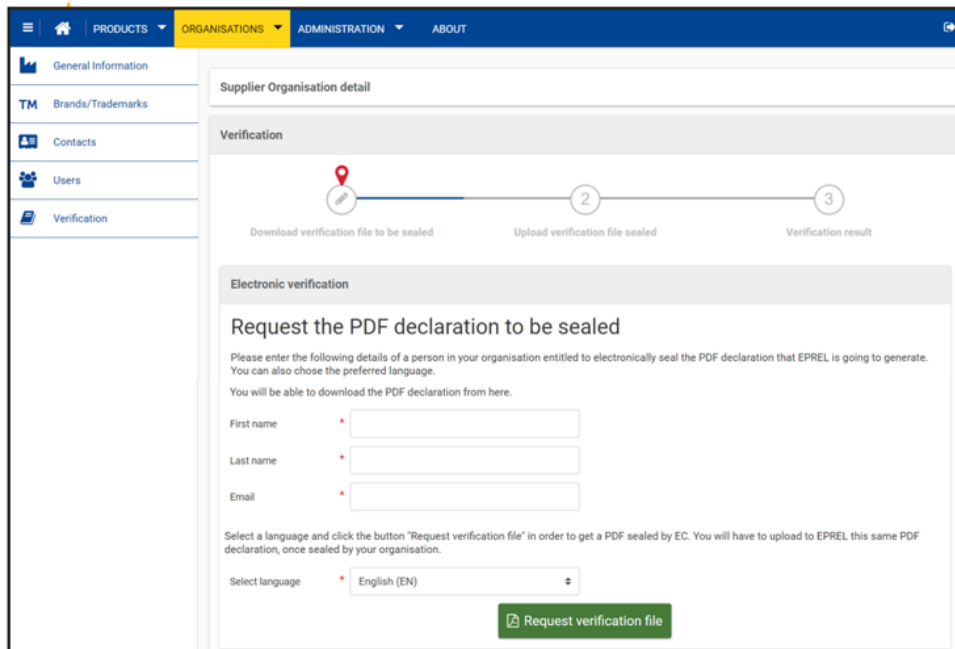 PRODUCTS ORGANISATIONS ADMINISTRATION ABOUT
General Information
TM Brands/Trademarks
Contacts
Users
Verification
Supplier Organisation detail
Verification
2 3
Download verification file to be sealed Upload verification file sealed Verification result
Electronic verification
Request the PDF declaration to be sealed
Please enter the following details of a person in your organisation entitled to electronically seal the PDF declaration that EPREL is going to generate.
You can also chose the preferred language.
You will be able to download the PDF declaration from here.
First name *
Last name *
Email *
Select a language and click the button "Request verification file" in order to get a PDF sealed by EC. You will have to upload to EPREL this same PDF
declaration, once sealed by your organisation.
Select language * English (EN)
Request verification file